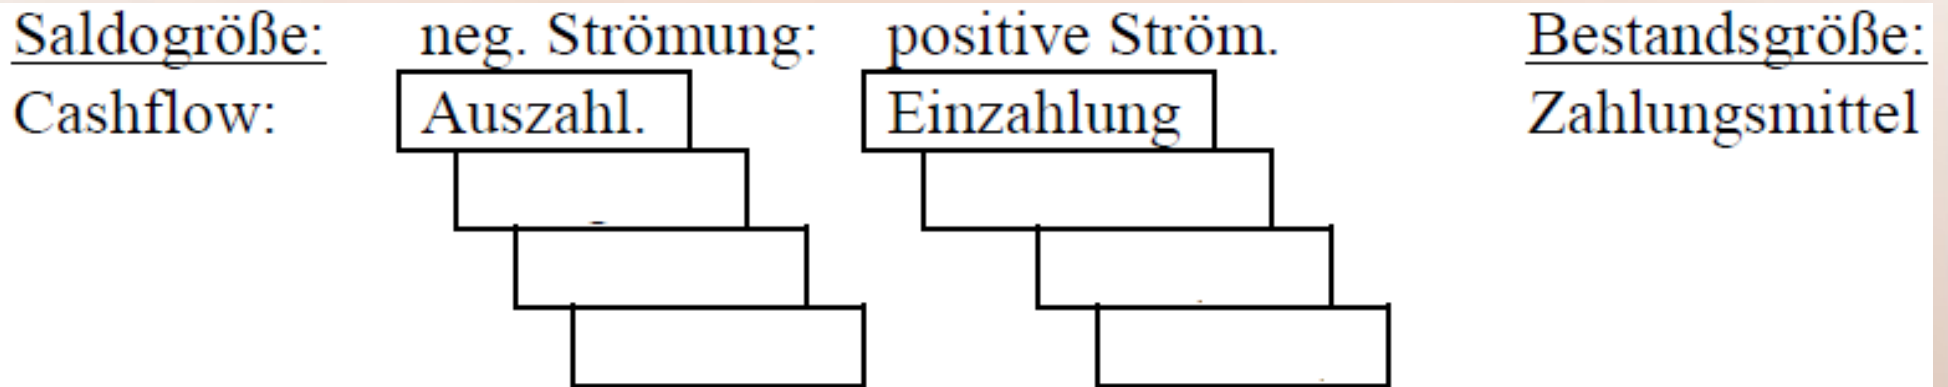 Saldogröße: neg. Strömung: positive Ström. Bestandsgröße:
Cashflow: Auszahl. Einzahlung Zahlungsmittel